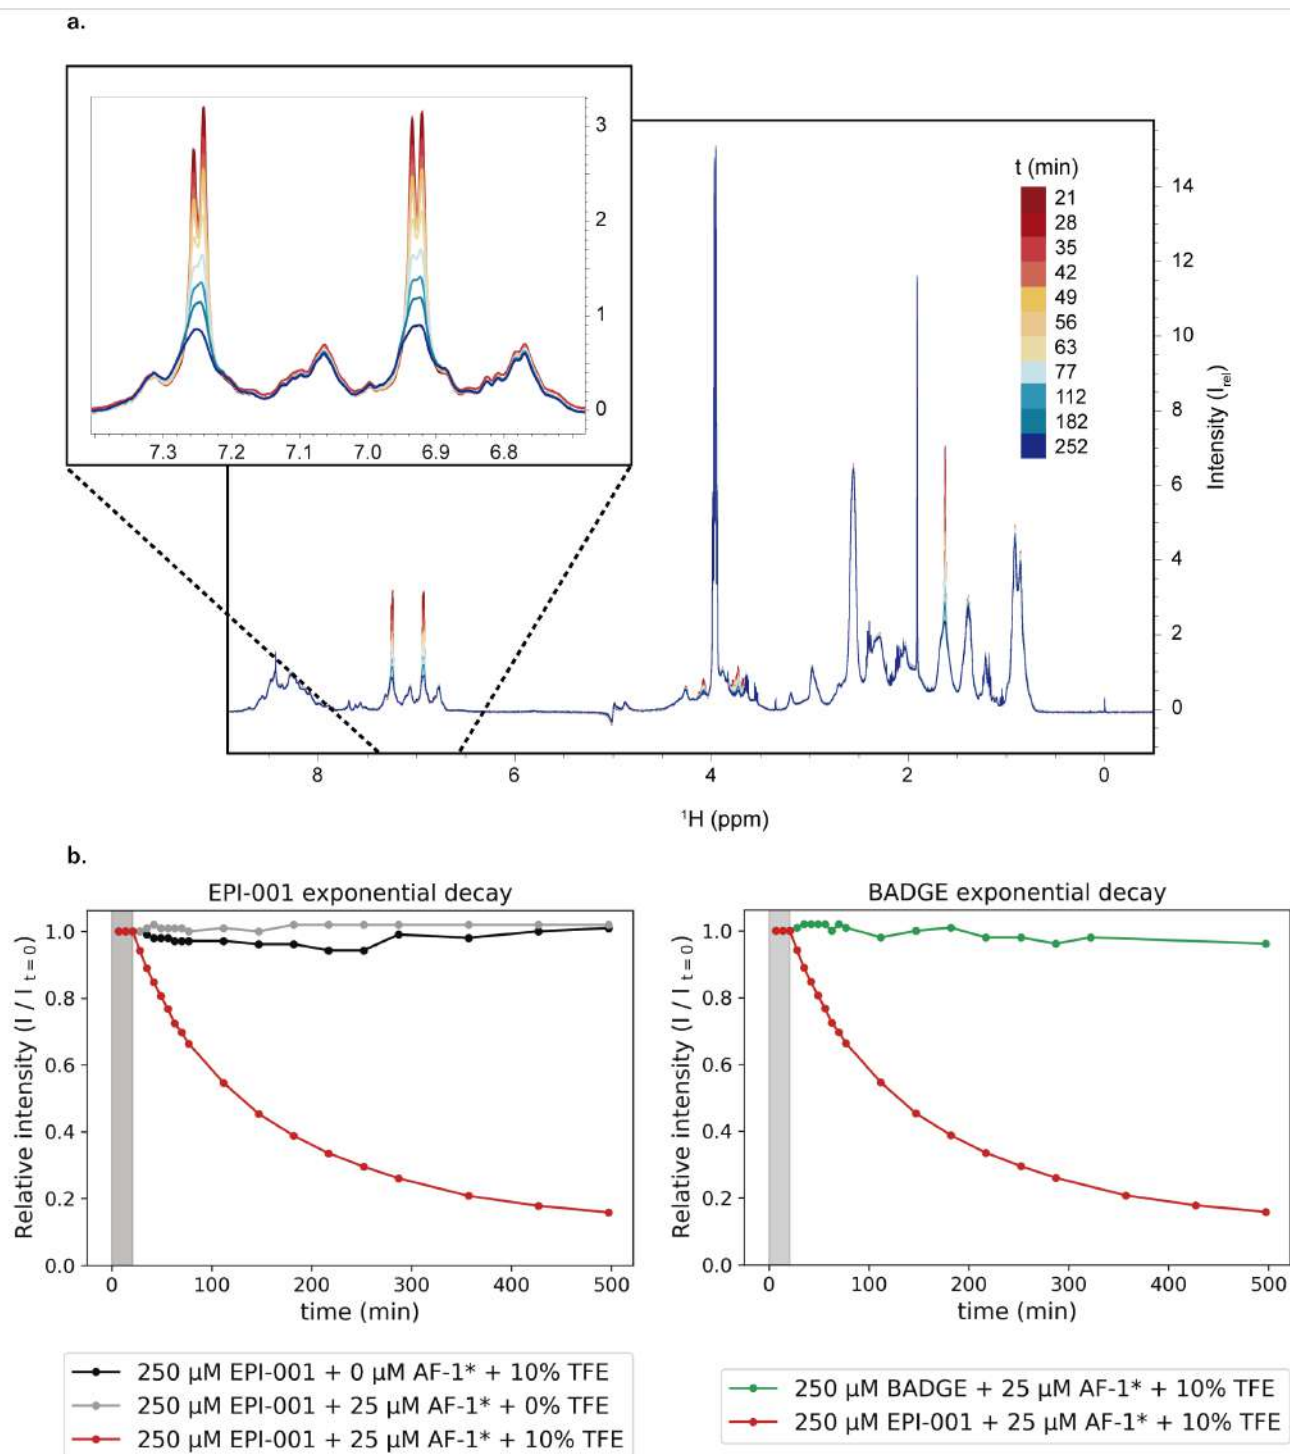 a.
3
2
1
0
7.3 7.2 7.1 7.0 6.9 6.8
t (min)
21
28
35
42
49
56
63
77
112
182
252
14
12
10
8
6
4
2
0
Intensity (Irel)
8 6 4 2 0
¹H (ppm)
b.
EPI-001 exponential decay
1.0
0.8
0.6
0.4
0.2
0.0
Relative intensity (I / I t = 0)
0 100 200 300 400 500
time (min)
250 μM EPI-001 + 0 μM AF-1* + 10% TFE
250 μM EPI-001 + 25 μM AF-1* + 0% TFE
250 μM EPI-001 + 25 μM AF-1* + 10% TFE
BADGE exponential decay
1.0
0.8
0.6
0.4
0.2
0.0
Relative intensity (I / I t = 0)
0 100 200 300 400 500
time (min)
250 μM BADGE + 25 μM AF-1* + 10% TFE
250 μM EPI-001 + 25 μM AF-1* + 10% TFE